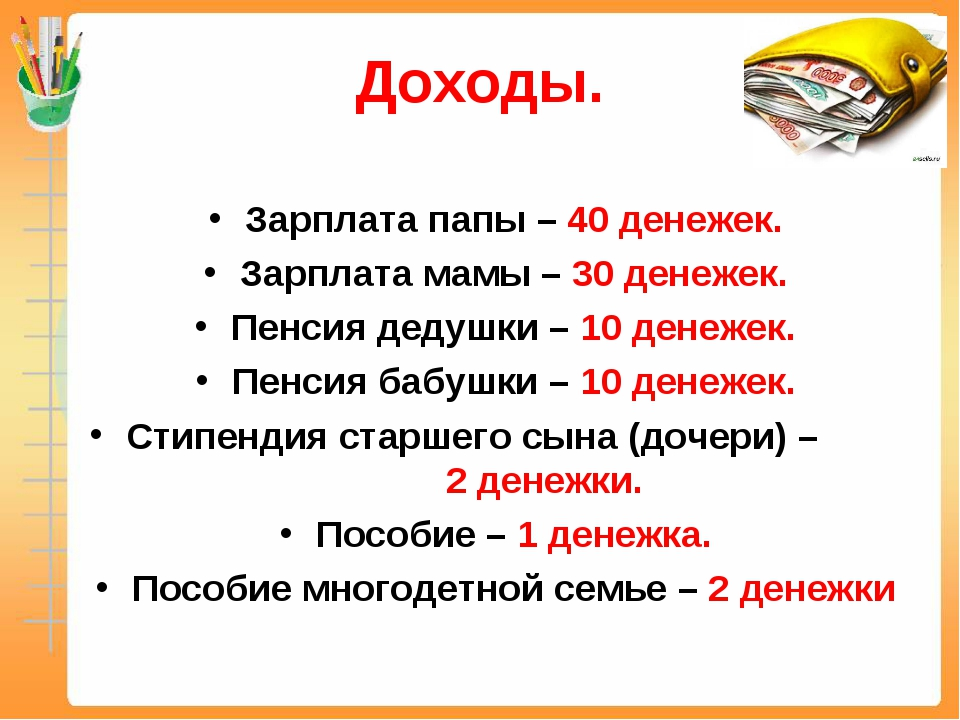 Доходы.
• Зарплата папы – 40 денежек.
• Зарплата мамы – 30 денежек.
• Пенсия дедушки – 10 денежек.
• Пенсия бабушки – 10 денежек.
• Стипендия старшего сына (дочери) –
2 денежки.
• Пособие – 1 денежка.
• Пособие многодетной семье – 2 денежки